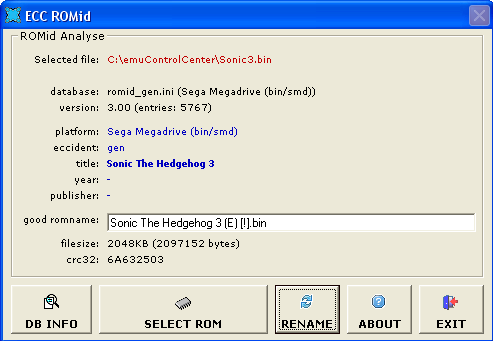 ECC ROMid
ROMid Analyse
Selected file: C:\emuControlCenter\Sonic3.bin
database: romid_gen.ini (Sega Megadrive (bin/smd))
version: 3.00 (entries: 5767)
platform: Sega Megadrive (bin/smd)
eccident: gen
title: Sonic The Hedgehog 3
year: -
publisher: -
good romname: Sonic The Hedgehog 3 (E) [!].bin
filesize: 2048KB (2097152 bytes)
crc32: 6A632503
DB INFO SELECT ROM RENAME ABOUT EXIT